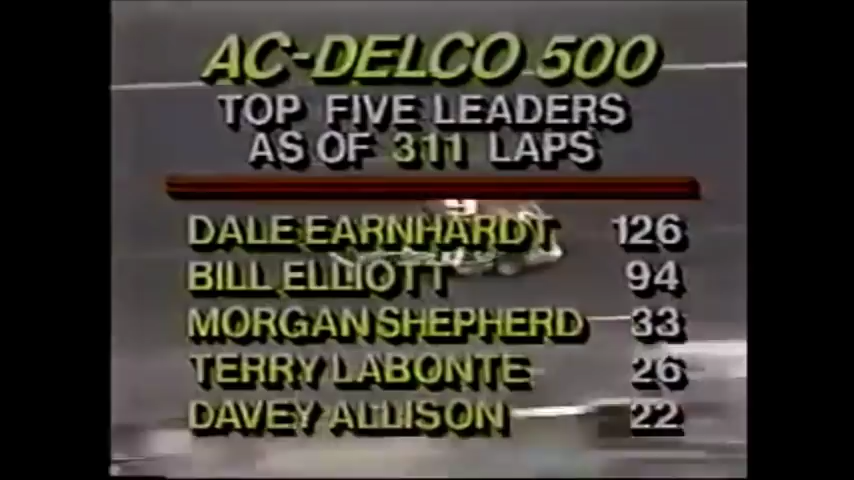 AC-DELCO 500
TOP FIVE LEADERS
AS OF 311 LAPS
DALE EARNHARDT 126
BILL ELLIOTT 94
MORGAN SHEPHERD 33
TERRY LABONTE 26
DAVEY ALLISON 22
9